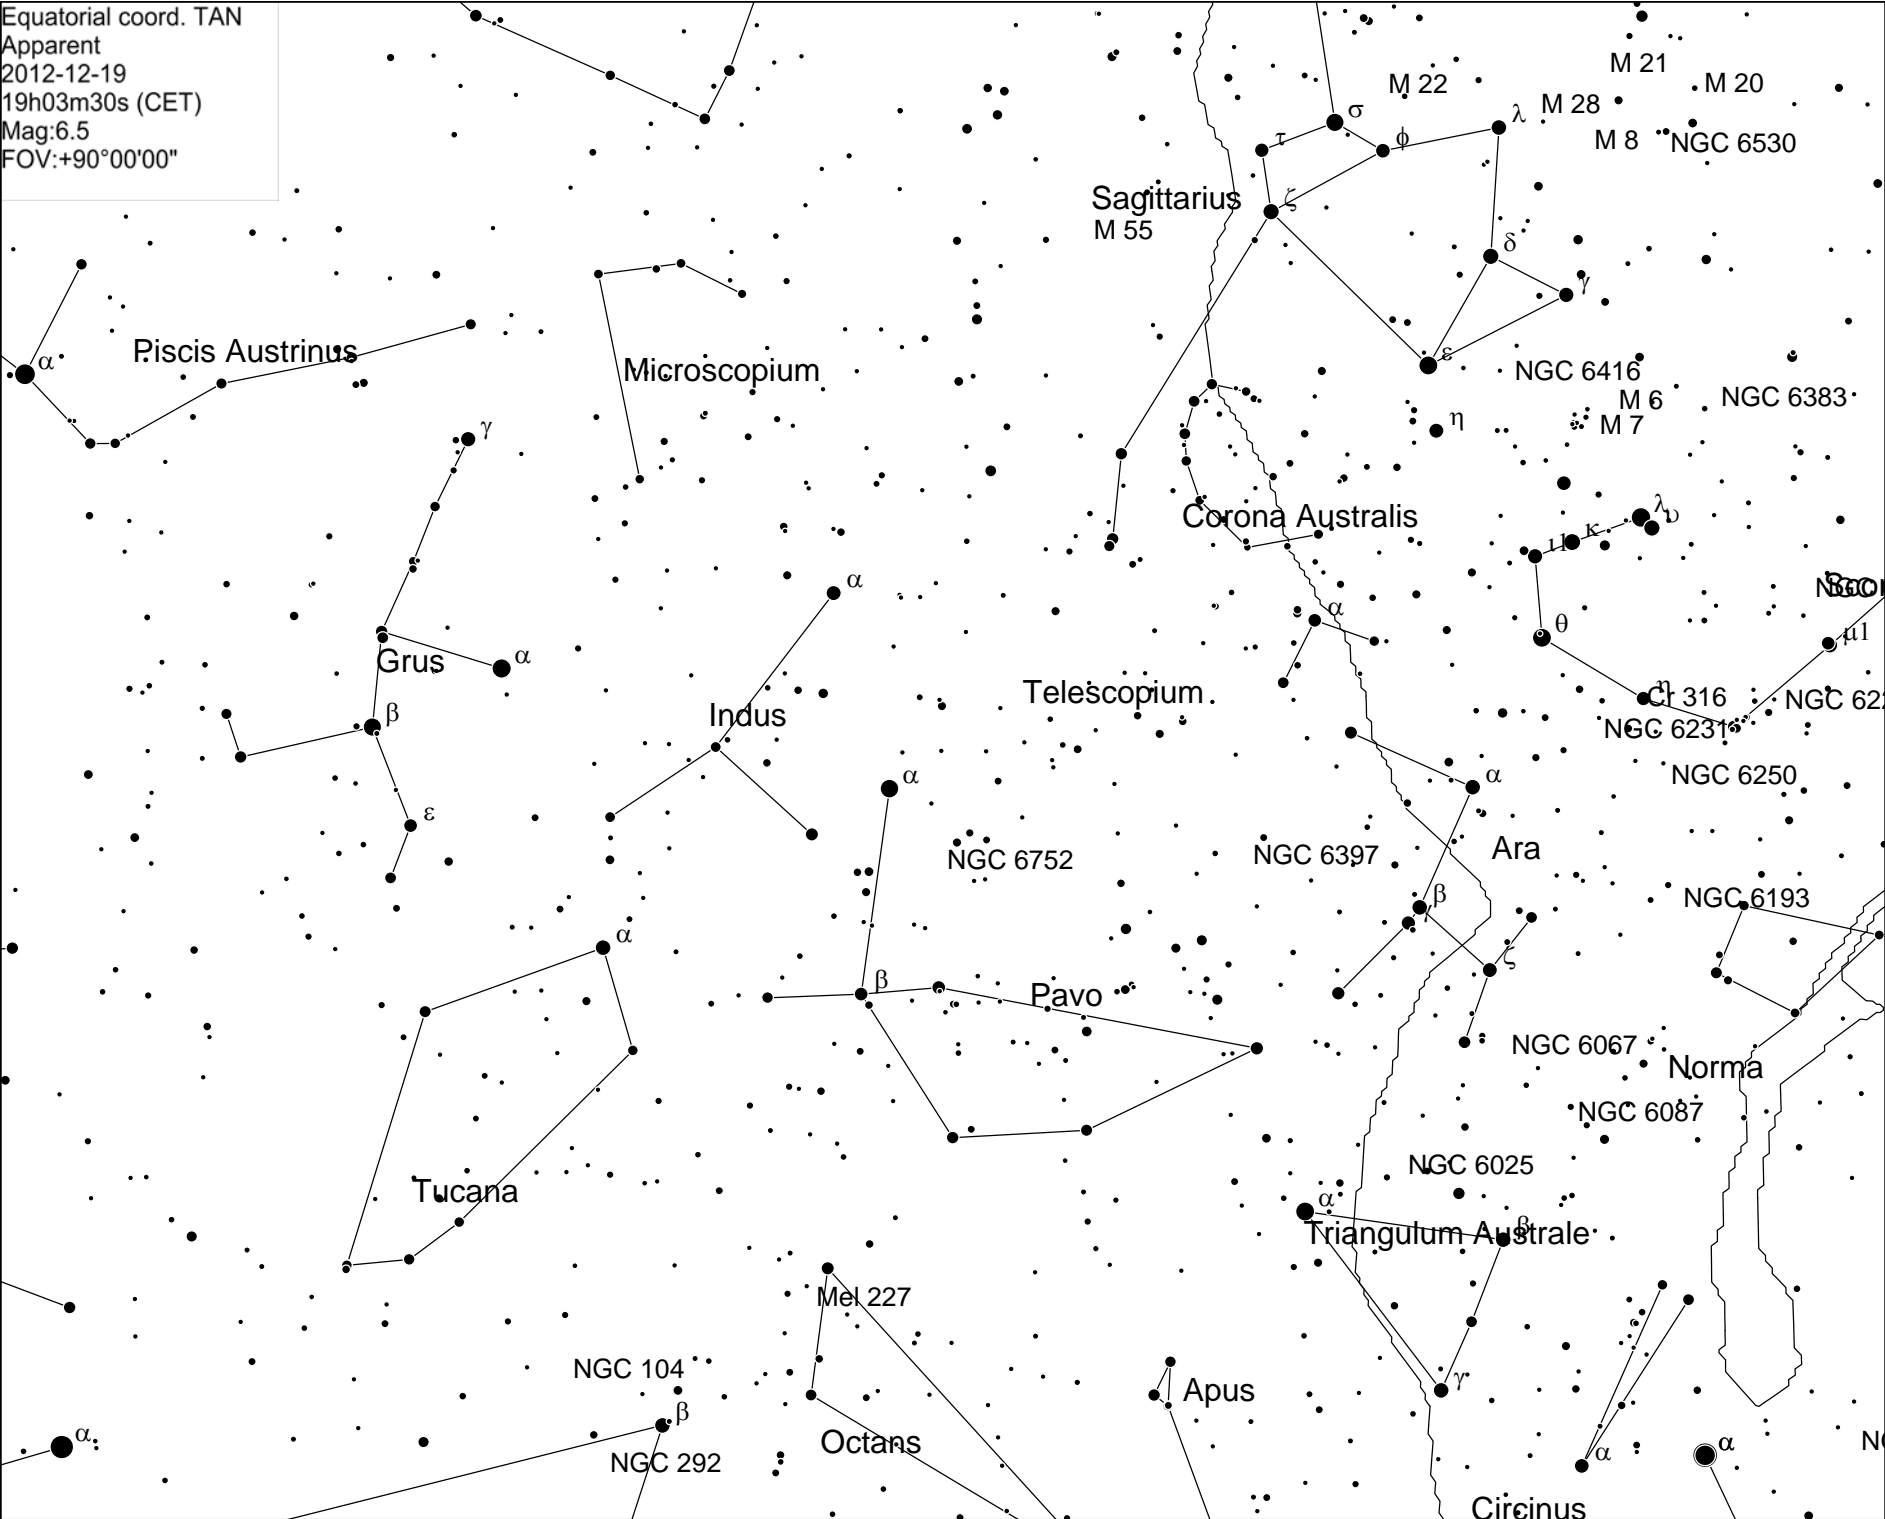 Equatorial coord. TAN
Apparent
2012-12-19
19h03m30s (CET)
Mag:6.5
FOV:+90°00'00"
M 21
M 22
M 20
M 28
σ
λ
τ
ϕ
M 8
NGC 6530
Sagittarius
ζ
M 55
δ
γ
Piscis Austrinus
α
Microscopium
ε
NGC 6416
M 6
NGC 6383
M 7
η
γ
Corona Australis
λ
υ
κ
ι1
α
α
θ
μ1
Grus
α
Telescopium
η
Cr 316
NGC 6231
β
Indus
NGC 6250
α
α
ε
NGC 6752
NGC 6397
Ara
β
NGC 6193
α
ζ
β
Pavo
NGC 6067
Norma
NGC 6087
NGC 6025
Tucana
α
Triangulum Australe
β
Mel 227
NGC 104
Apus
γ
β
α
Octans
α
α
NGC 292
Circinus